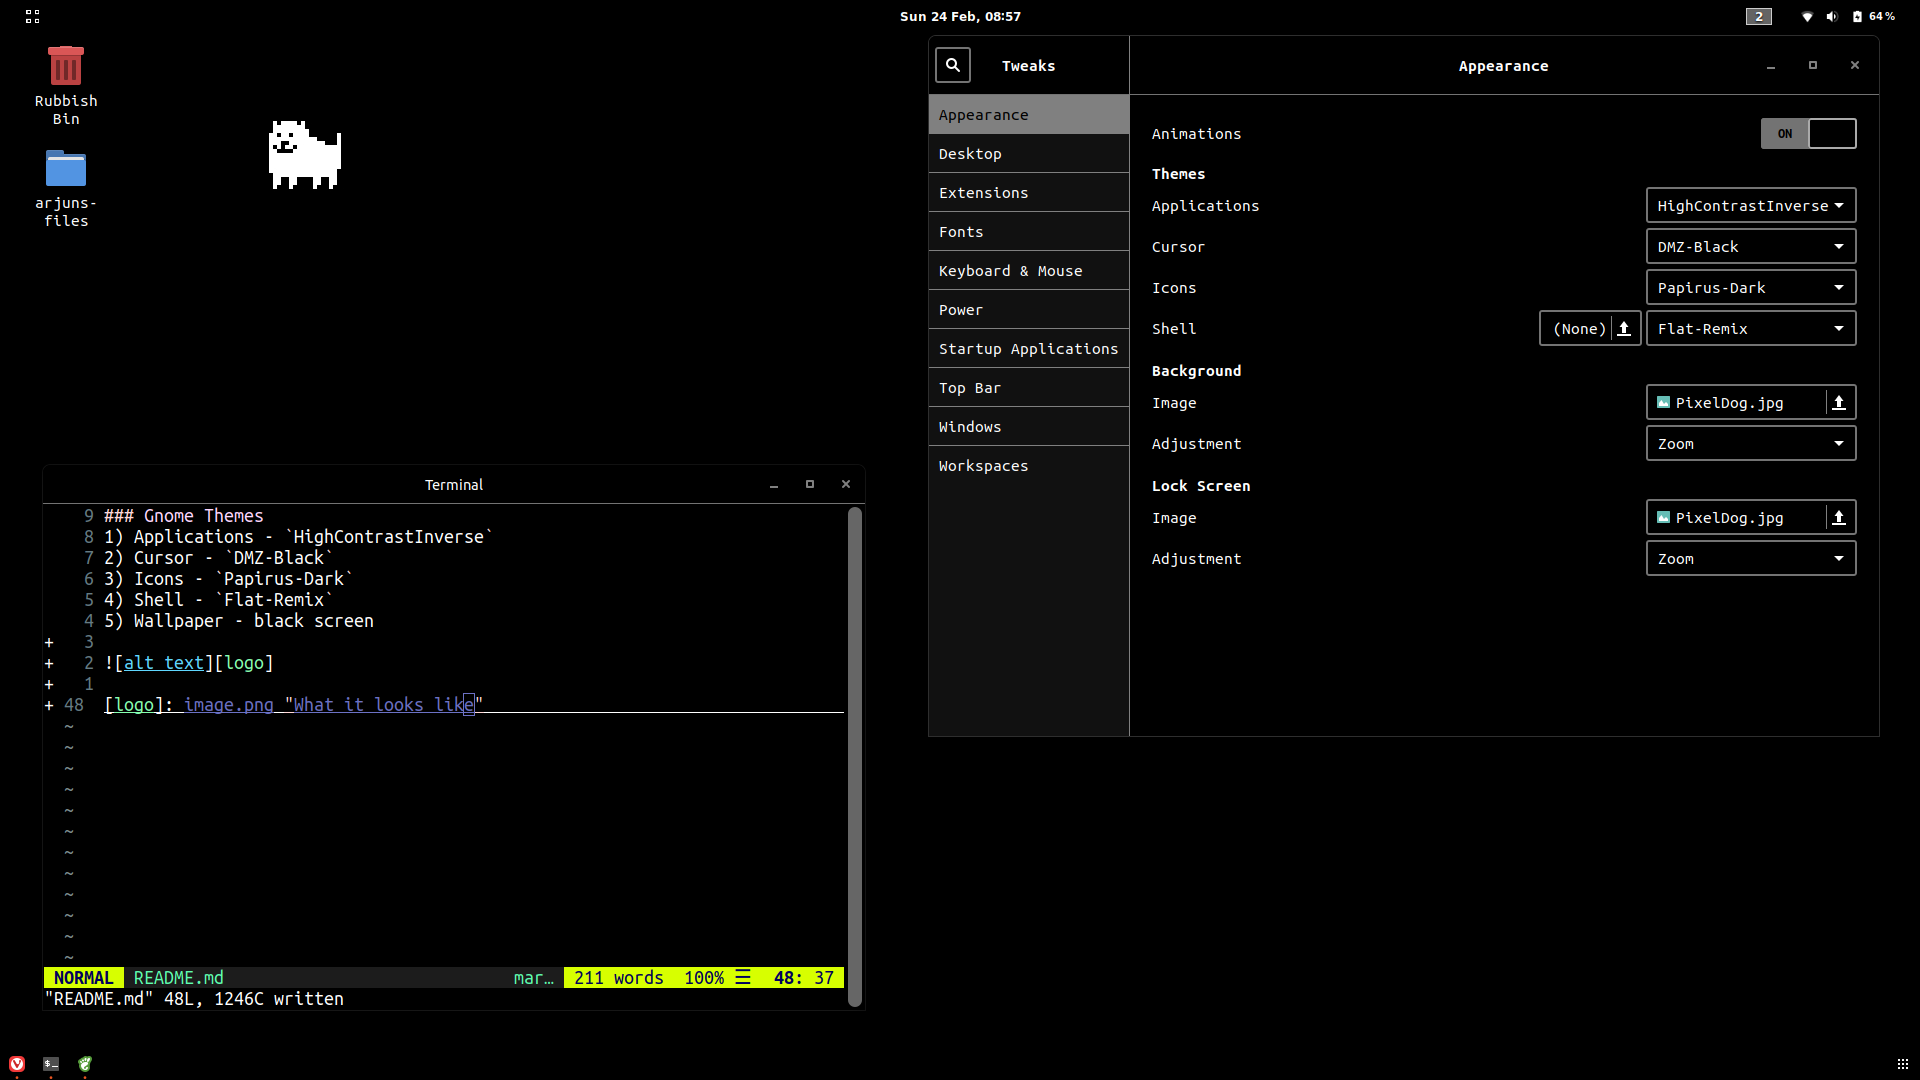 Sun 24 Feb, 08:57
2
64 %
Rubbish
Bin
arjuns-
files
Tweaks
Appearance
Appearance
Desktop
Extensions
Fonts
Keyboard & Mouse
Power
Startup Applications
Top Bar
Windows
Workspaces
Animations
ON
Themes
Applications
HighContrastInverse
Cursor
DMZ-Black
Icons
Papirus-Dark
Shell
(None)
Flat-Remix
Background
Image
PixelDog.jpg
Adjustment
Zoom
Lock Screen
Image
PixelDog.jpg
Adjustment
Zoom
Terminal
9 ### Gnome Themes
8 1) Applications - `HighContrastInverse`
7 2) Cursor - `DMZ-Black`
6 3) Icons - `Papirus-Dark`
5 4) Shell - `Flat-Remix`
4 5) Wallpaper - black screen
+ 3
+ 2 ![alt text][logo]
+ 1
+ 48 [logo]: image.png "What it looks like"
~
~
~
~
~
~
~
~
~
~
~
~
NORMAL README.md mar… 211 words 100% ☰ 48: 37
"README.md" 48L, 1246C written